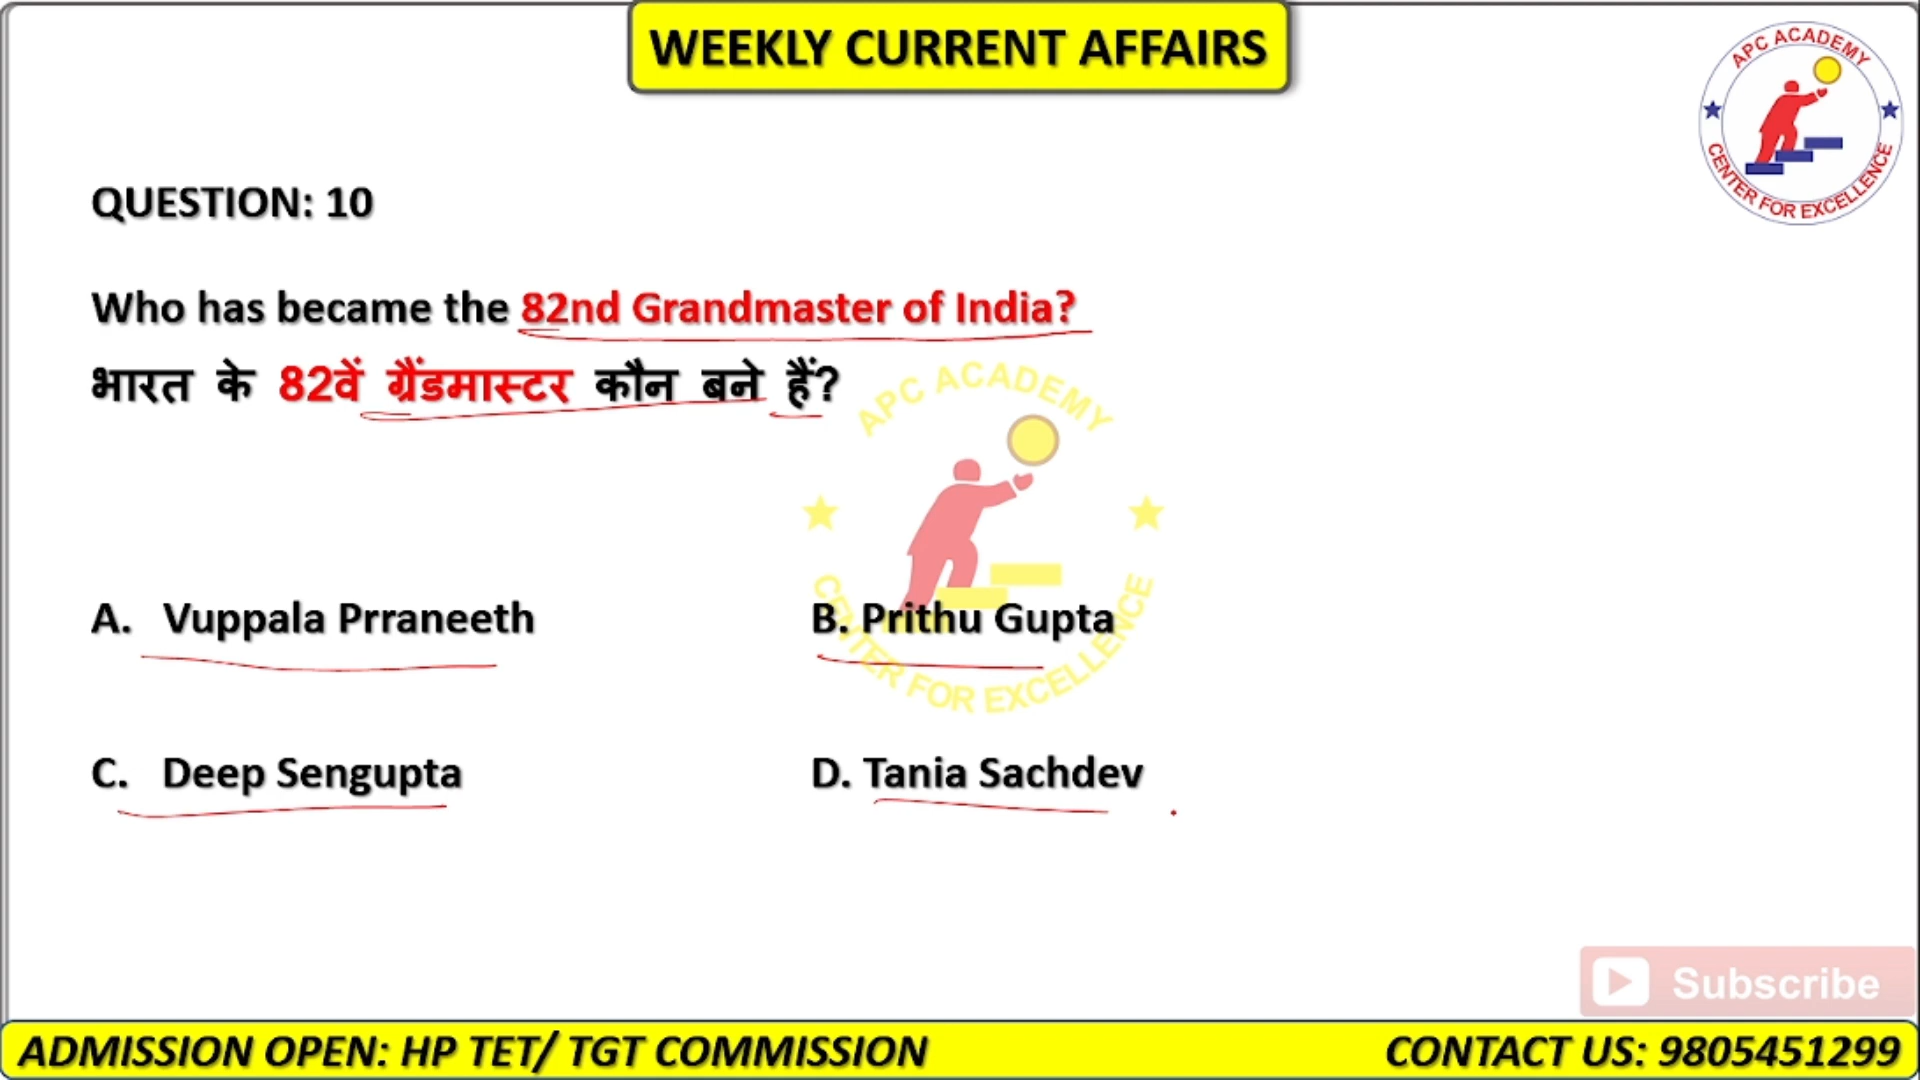 WEEKLY CURRENT AFFAIRS
APC ACADEMY
CENTER FOR EXCELLENCE
QUESTION: 10
Who has became the 82nd Grandmaster of India?
भारत के 82वें ग्रैंडमास्टर कौन बने हैं?
APC ACADEMY
CENTER FOR EXCELLENCE
A. Vuppala Prraneeth
B. Prithu Gupta
C. Deep Sengupta
D. Tania Sachdev
Subscribe
ADMISSION OPEN: HP TET/ TGT COMMISSION
CONTACT US: 9805451299